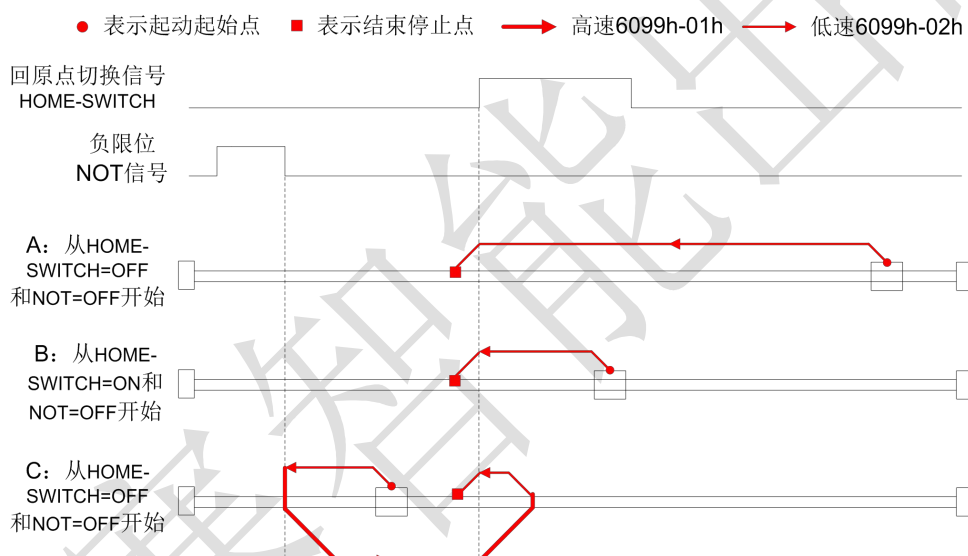 表示起动起始点 表示结束停止点 高速6099h-01h 低速6099h-02h
回原点切换信号
HOME-SWITCH
负限位
NOT信号
A：从HOME-
SWITCH=OFF
和NOT=OFF开始
B：从HOME-
SWITCH=ON和
NOT=OFF开始
C：从HOME-
SWITCH=OFF
和NOT=OFF开始